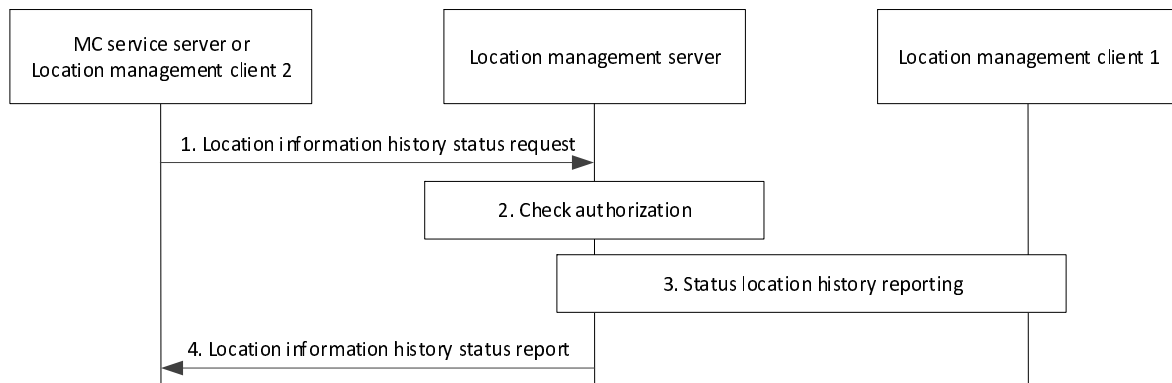 MC service server or
Location management client 2
Location management server
Location management client 1
1. Location information history status request
2. Check authorization
3. Status location history reporting
4. Location information history status report